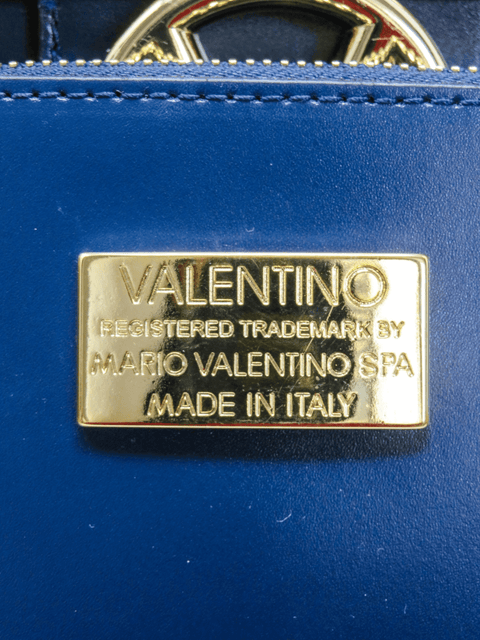 VALENTINO
REGISTERED TRADEMARK BY
MARIO VALENTINO SPA
MADE IN ITALY